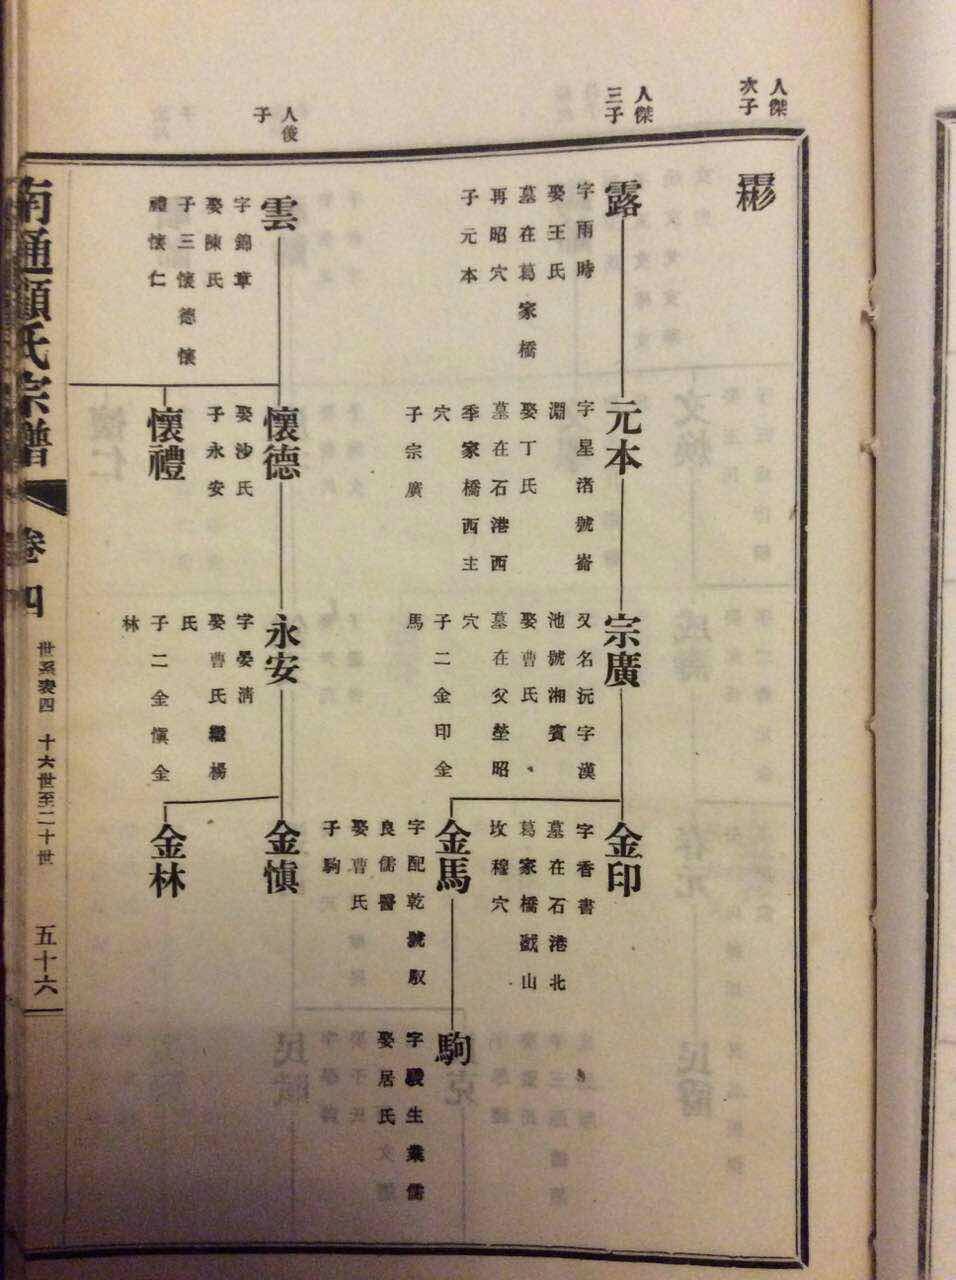 人傑
次子
人傑
三子
人俊
子
露
字雨時
娶王氏
墓在葛家橋
再昭穴
子元本
雲
字錦章
娶陳氏
子三懷德懷
禮懷仁
元本
字星渚號崙
淵
娶丁氏
墓在石港西
季家橋西主
穴
子宗廣
懷德
娶沙氏
子永安
懷禮
宗廣
又名沅字漢
池號湘賓
娶曹氏
墓在父塋昭
穴
子二金印金
馬
永安
字晏清
娶曹氏繼楊
氏
子二金慎金
林
金印
字香書
墓在石港北
葛家橋戤山
坟穆穴
金馬
字配乾號馭
良儒醫
娶曹氏
子駒
金慎
金林
駒
字駿生業儒
娶居氏
南通顧氏宗譜
卷四
世系表四 十六世至二十世
五十六